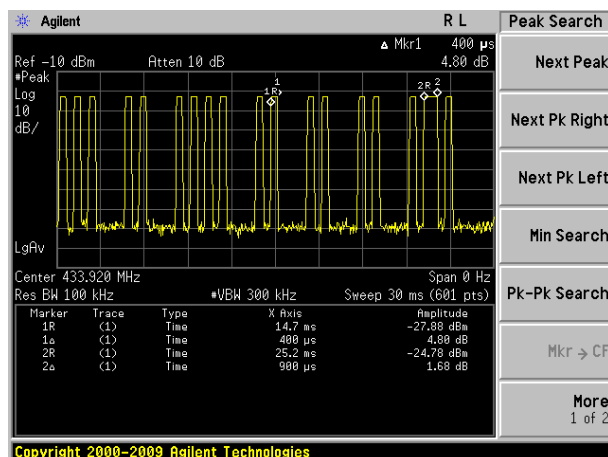 Agilent R L Peak Search
Δ Mkr1 400 µs
Ref -10 dBm Atten 10 dB 4.80 dB
#Peak
Log
10
dB/
1R 1 2R 2
LgAv
Center 433.920 MHz Span 0 Hz
Res BW 100 kHz #VBW 300 kHz Sweep 30 ms (601 pts)
Marker Trace Type X Axis Amplitude
1R (1) Time 14.7 ms -27.88 dBm
1Δ (1) Time 400 µs 4.80 dB
2R (1) Time 25.2 ms -24.78 dBm
2Δ (1) Time 900 µs 1.68 dB
Copyright 2000-2009 Agilent Technologies
Next Peak
Next Pk Right
Next Pk Left
Min Search
Pk-Pk Search
Mkr → CF
More
1 of 2